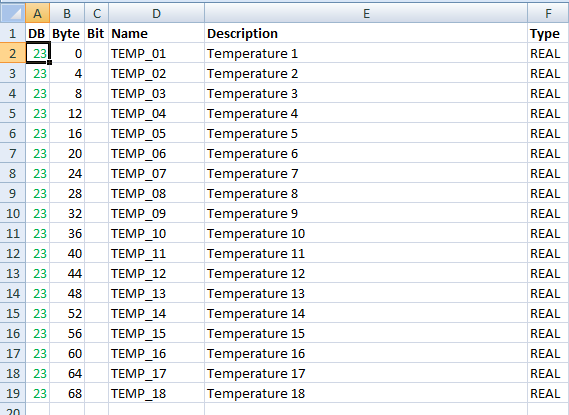 A B C D E F
1 DB Byte Bit Name Description Type
2 23 0 TEMP_01 Temperature 1 REAL
3 23 4 TEMP_02 Temperature 2 REAL
4 23 8 TEMP_03 Temperature 3 REAL
5 23 12 TEMP_04 Temperature 4 REAL
6 23 16 TEMP_05 Temperature 5 REAL
7 23 20 TEMP_06 Temperature 6 REAL
8 23 24 TEMP_07 Temperature 7 REAL
9 23 28 TEMP_08 Temperature 8 REAL
10 23 32 TEMP_09 Temperature 9 REAL
11 23 36 TEMP_10 Temperature 10 REAL
12 23 40 TEMP_11 Temperature 11 REAL
13 23 44 TEMP_12 Temperature 12 REAL
14 23 48 TEMP_13 Temperature 13 REAL
15 23 52 TEMP_14 Temperature 14 REAL
16 23 56 TEMP_15 Temperature 15 REAL
17 23 60 TEMP_16 Temperature 16 REAL
18 23 64 TEMP_17 Temperature 17 REAL
19 23 68 TEMP_18 Temperature 18 REAL
20